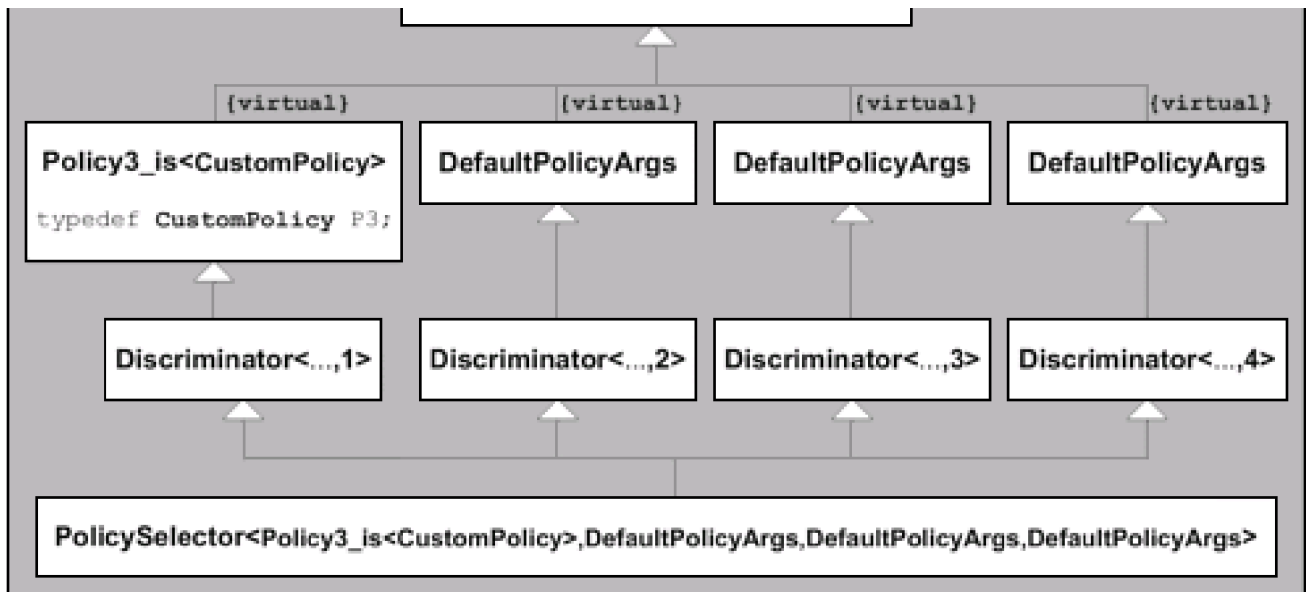 {virtual} {virtual} {virtual} {virtual}
Policy3_is<CustomPolicy>
typedef CustomPolicy P3;
DefaultPolicyArgs
DefaultPolicyArgs
DefaultPolicyArgs
Discriminator<...,1>
Discriminator<...,2>
Discriminator<...,3>
Discriminator<...,4>
PolicySelector<Policy3_is<CustomPolicy>,DefaultPolicyArgs,DefaultPolicyArgs,DefaultPolicyArgs>